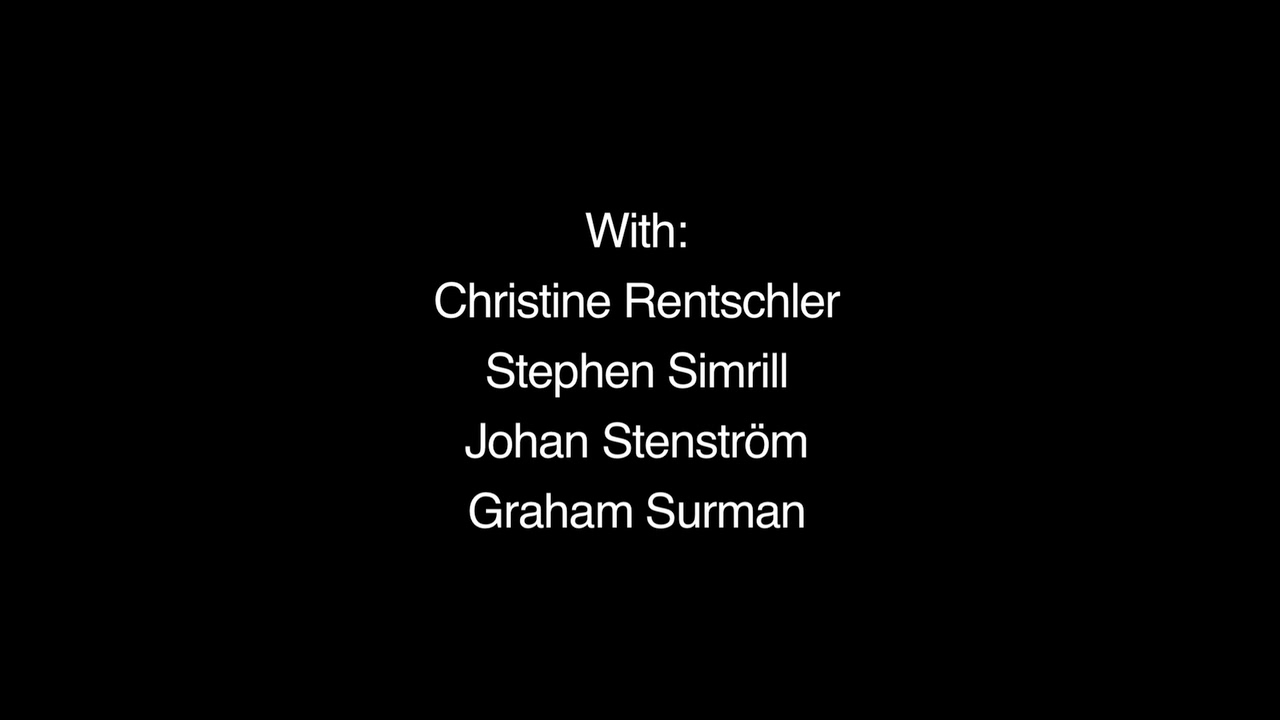 With:
Christine Rentschler
Stephen Simrill
Johan Stenström
Graham Surman